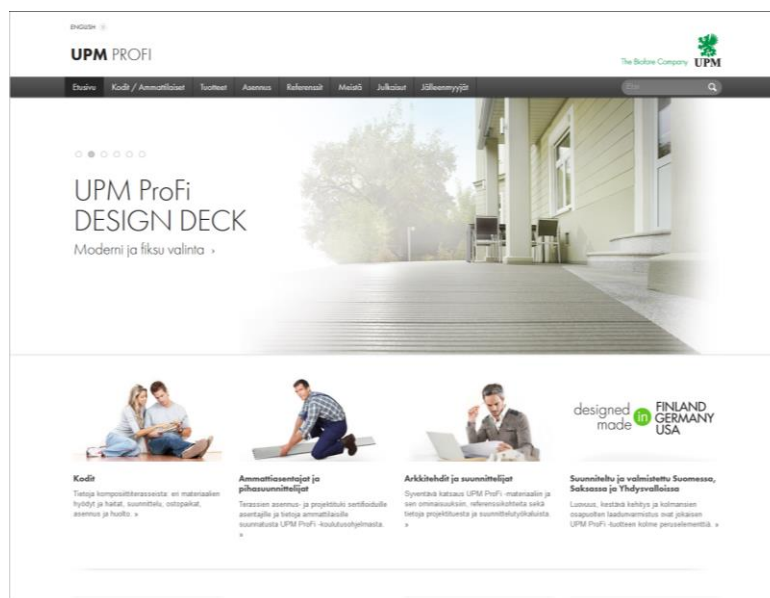 ENGLISH
UPM PROFI
The Biofore Company UPM
Etusivu Kodit / Ammattilaiset Tuotteet Asennus Referenssit Meistä Julkaisut Jälleenmyyjät Etsi
UPM ProFi
DESIGN DECK
Moderni ja fiksu valinta ›
designed made in FINLAND GERMANY USA
Kodit
Tietoja komposiittiterasseista: eri materiaalien
hyödyt ja haitat, suunnittelu, ostopaikat,
asennus ja huolto. »
Ammattiasentajat ja
pihasuunnittelijat
Terassien asennus- ja projektituki sertifioiduille
asentajille ja tietoja ammattilaisille
suunnatusta UPM ProFi -koulutusohjelmasta.
»
Arkkitehdit ja suunnittelijat
Syventävä katsaus UPM ProFi -materiaaliin ja
sen ominaisuuksiin, referenssikohteita sekä
tietoja projektituesta ja suunnittelutyökaluista.
»
Suunniteltu ja valmistettu Suomessa,
Saksassa ja Yhdysvalloissa
Luovuus, kestävä kehitys ja kolmansien
osapuolten laadunvarmistus ovat jokaisen
UPM ProFi -tuotteen kolme peruselementtiä. »